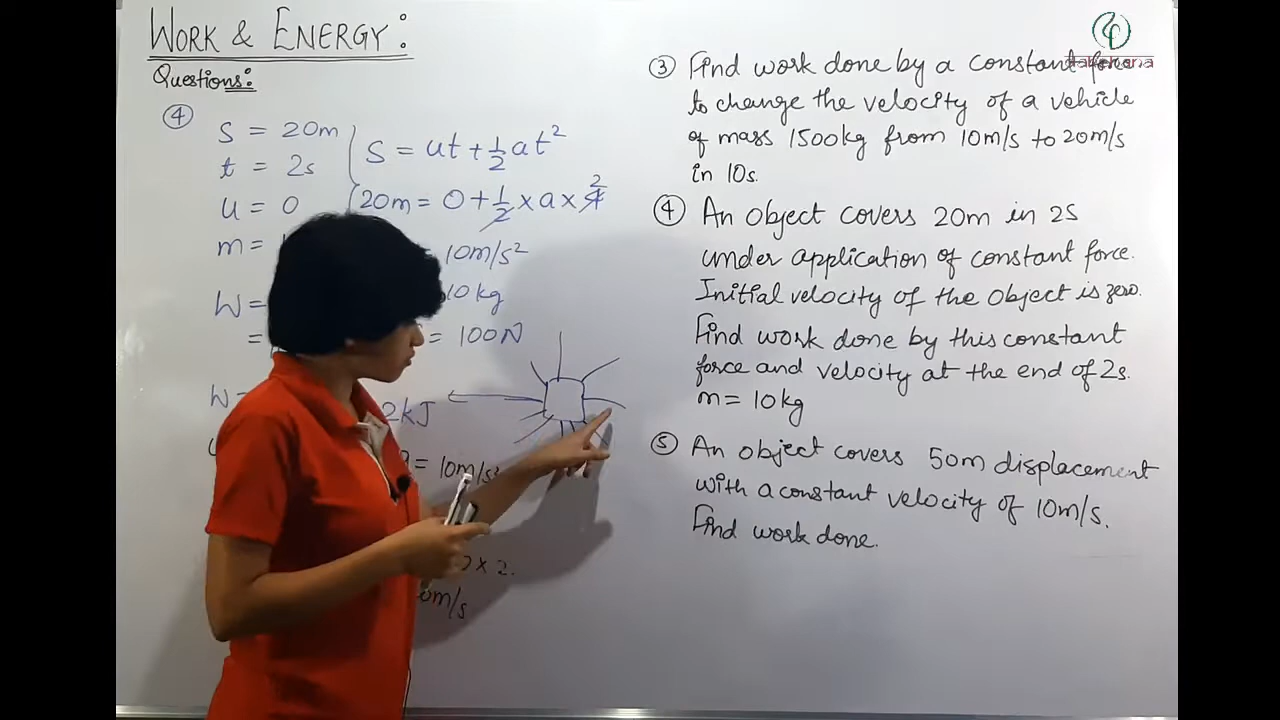 WORK & ENERGY:
Questions:
④
S = 20m
t = 2s
u = 0
m =
W =
=
W =
S = ut + 1/2 at²
20m = 0 + 1/2 x a x 4 2
= 10m/s²
10 kg
= 100N
2kJ
a = 10m/s²
x 2.
0m/s
③ Find work done by a constant force
to change the velocity of a vehicle
of mass 1500kg from 10m/s to 20m/s
in 10s.
④ An object covers 20m in 2S
under application of constant force.
Initial velocity of the object is zero.
Find work done by this constant
force and velocity at the end of 2s.
m = 10 kg
⑤ An object covers 50m displacement
with a constant velocity of 10m/s.
Find work done.